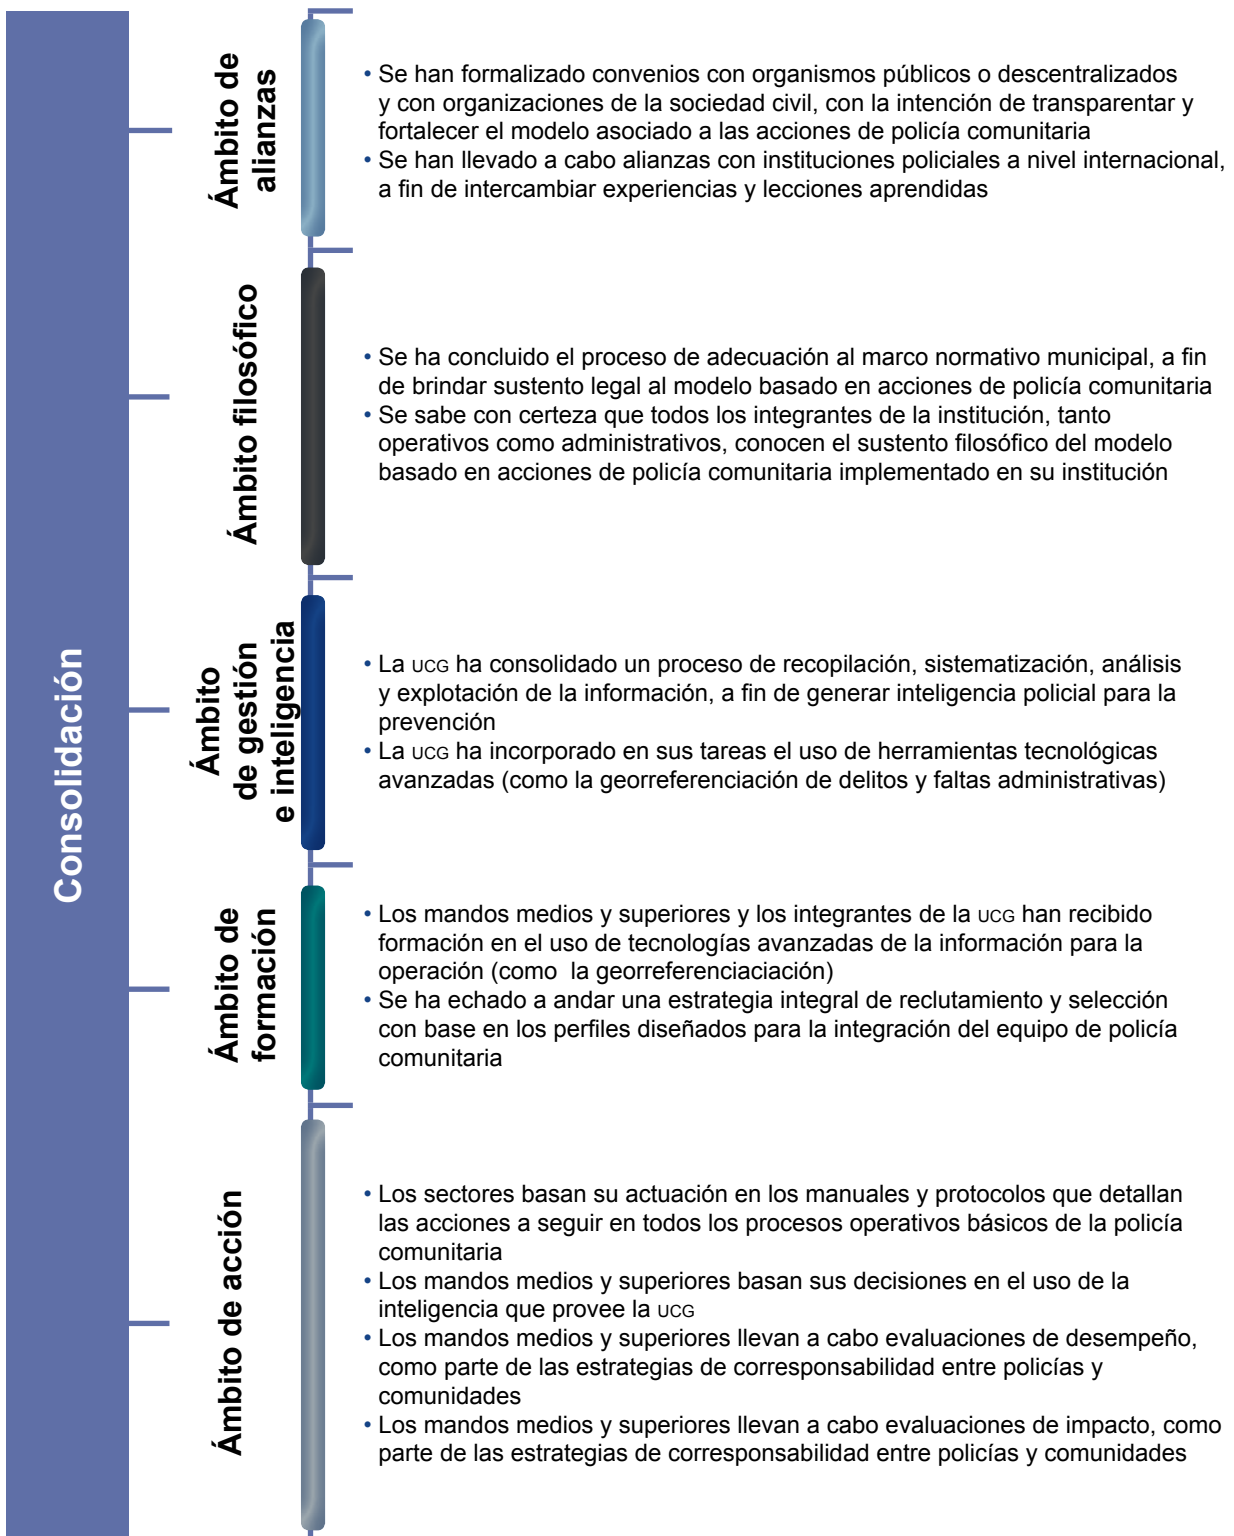 Consolidación
Ámbito de
alianzas
• Se han formalizado convenios con organismos públicos o descentralizados
y con organizaciones de la sociedad civil, con la intención de transparentar y
fortalecer el modelo asociado a las acciones de policía comunitaria
• Se han llevado a cabo alianzas con instituciones policiales a nivel internacional,
a fin de intercambiar experiencias y lecciones aprendidas
Ámbito filosófico
• Se ha concluido el proceso de adecuación al marco normativo municipal, a fin
de brindar sustento legal al modelo basado en acciones de policía comunitaria
• Se sabe con certeza que todos los integrantes de la institución, tanto
operativos como administrativos, conocen el sustento filosófico del modelo
basado en acciones de policía comunitaria implementado en su institución
Ámbito
de gestión
e inteligencia
• La UCG ha consolidado un proceso de recopilación, sistematización, análisis
y explotación de la información, a fin de generar inteligencia policial para la
prevención
• La UCG ha incorporado en sus tareas el uso de herramientas tecnológicas
avanzadas (como la georreferenciación de delitos y faltas administrativas)
Ámbito de
formación
• Los mandos medios y superiores y los integrantes de la UCG han recibido
formación en el uso de tecnologías avanzadas de la información para la
operación (como  la georreferenciaciación)
• Se ha echado a andar una estrategia integral de reclutamiento y selección
con base en los perfiles diseñados para la integración del equipo de policía
comunitaria
Ámbito de acción
• Los sectores basan su actuación en los manuales y protocolos que detallan
las acciones a seguir en todos los procesos operativos básicos de la policía
comunitaria
• Los mandos medios y superiores basan sus decisiones en el uso de la
inteligencia que provee la UCG
• Los mandos medios y superiores llevan a cabo evaluaciones de desempeño,
como parte de las estrategias de corresponsabilidad entre policías y
comunidades
• Los mandos medios y superiores llevan a cabo evaluaciones de impacto, como
parte de las estrategias de corresponsabilidad entre policías y comunidades